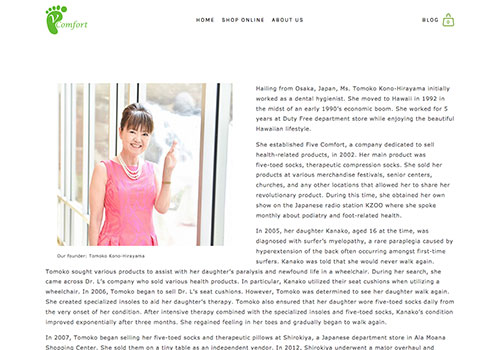 V Comfort
HOME SHOP ONLINE ABOUT US
BLOG 0
Hailing from Osaka, Japan, Ms. Tomoko Kono-Hirayama initially
worked as a dental hygienist. She moved to Hawaii in 1992 in
the midst of an early 1990's economic boom. She worked for 5
years at Duty Free department store while enjoying the beautiful
Hawaiian lifestyle.
She established Five Comfort, a company dedicated to sell
health-related products, in 2002. Her main product was
five-toed socks, therapeutic compression socks. She sold her
products at various merchandise festivals, senior centers,
churches, and any other locations that allowed her to share her
revolutionary product. During this time, she obtained her own
show on the Japanese radio station KZOO where she spoke
monthly about podiatry and foot-related health.
In 2005, her daughter Kanako, aged 16 at the time, was
diagnosed with surfer's myelopathy, a rare paraplegia caused by
hyperextension of the back often occurring amongst first-time
surfers. Kanako was told that she would never walk again.
Our founder: Tomoko Kono-Hirayama
Tomoko sought various products to assist with her daughter's paralysis and newfound life in a wheelchair. During her search, she
came across Dr. L's company who sold various health products. In particular, Kanako utilized their seat cushions when utilizing a
wheelchair. In 2006, Tomoko began to sell Dr. L's seat cushions. However, Tomoko was determined to see her daughter walk again.
She created specialized insoles to aid her daughter's therapy. Tomoko also ensured that her daughter wore five-toed socks daily from
the very onset of her condition. After intensive therapy combined with the specialized insoles and five-toed socks, Kanako's condition
improved exponentially after three months. She regained feeling in her toes and gradually began to walk again.
In 2007, Tomoko began selling her five-toed socks and therapeutic pillows at Shirokiya, a Japanese department store in Ala Moana
Shopping Center. She sold them on a tiny table as an independent vendor. In 2012, Shirokiya underwent a major overhaul and